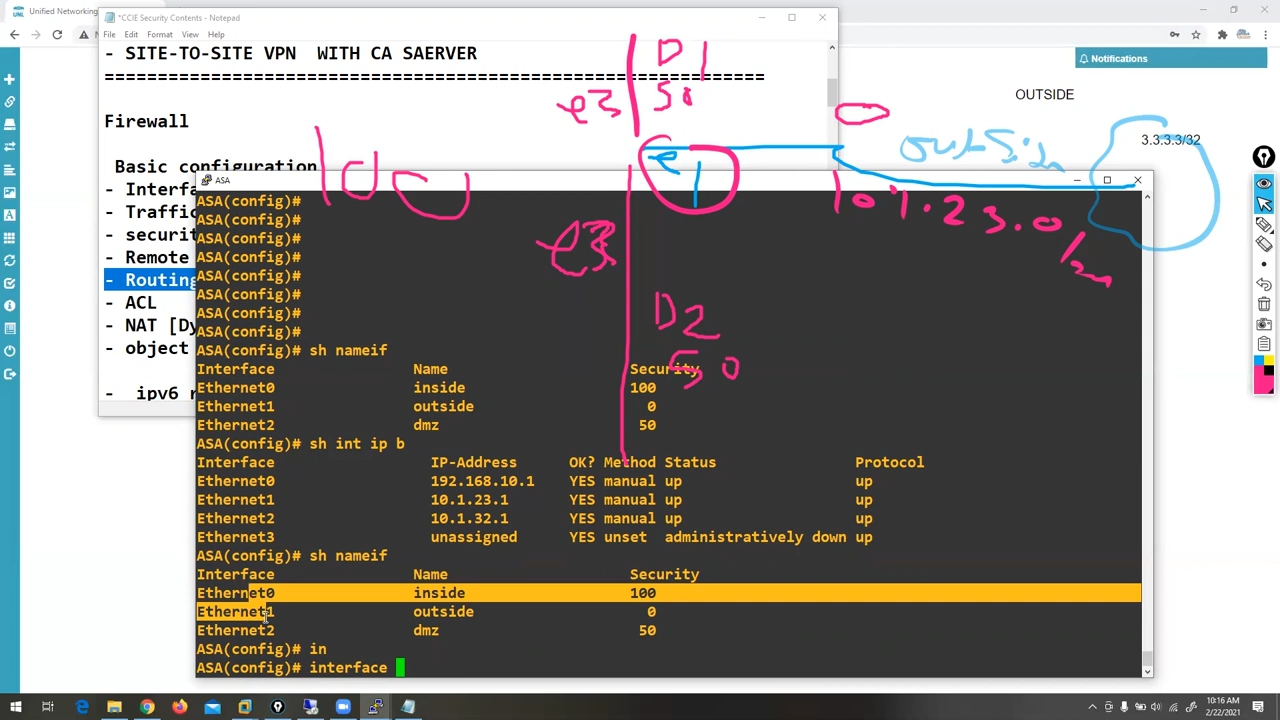 Unified Networking
*CCIE Security Contents - Notepad
File Edit Format View Help
- SITE-TO-SITE VPN WITH CA SAERVER
Firewall
Basic configuration
- Interfa
- Traffic
- securit
- Remote
- Routing
- ACL
- NAT [Dy
- object
- ipv6 r
Notifications
OUTSIDE
3.3.3.3/32
D1
50
e3
100
e1
e3
D2
50
ASA
ASA(config)#
ASA(config)#
ASA(config)#
ASA(config)#
ASA(config)#
ASA(config)#
ASA(config)#
ASA(config)#
ASA(config)# sh nameif
Interface Name Security
Ethernet0 inside 100
Ethernet1 outside 0
Ethernet2 dmz 50
ASA(config)# sh int ip b
Interface IP-Address OK? Method Status Protocol
Ethernet0 192.168.10.1 YES manual up up
Ethernet1 10.1.23.1 YES manual up up
Ethernet2 10.1.32.1 YES manual up up
Ethernet3 unassigned YES unset administratively down up
ASA(config)# sh nameif
Interface Name Security
Ethernet0 inside 100
Ethernet1 outside 0
Ethernet2 dmz 50
ASA(config)# in
ASA(config)# interface
10:16 AM
2/22/2021